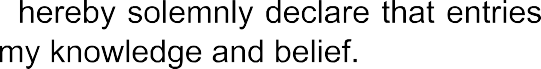 hereby solemnly declare that entries
my knowledge and belief.